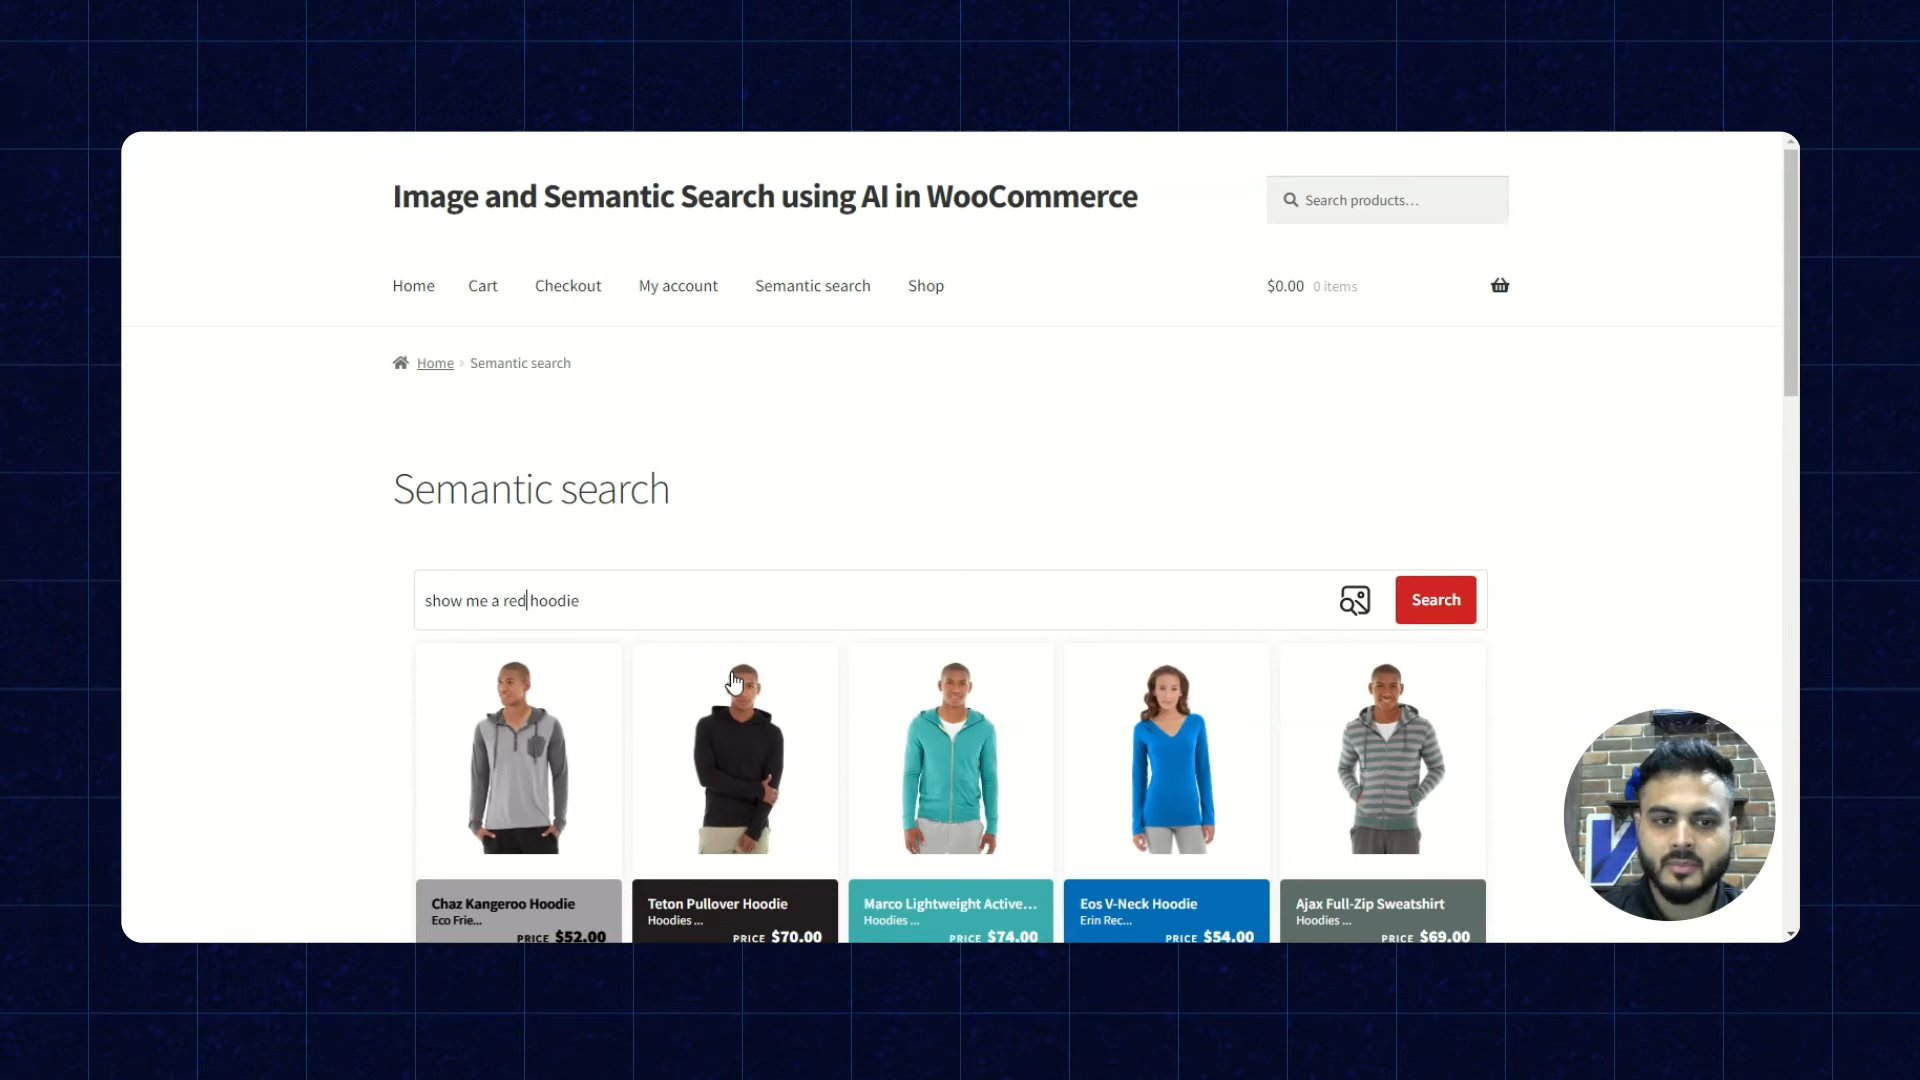 Image and Semantic Search using AI in WooCommerce
Search products...
Home Cart Checkout My account Semantic search Shop
$0.00 0 items
Home Semantic search
Semantic search
show me a red hoodie
Search
Chaz Kangeroo Hoodie
Eco Frie...
PRICE $52.00
Teton Pullover Hoodie
Hoodies ...
PRICE $70.00
Marco Lightweight Active...
Hoodies ...
PRICE $74.00
Eos V-Neck Hoodie
Erin Rec...
PRICE $54.00
Ajax Full-Zip Sweatshirt
Hoodies ...
PRICE $69.00